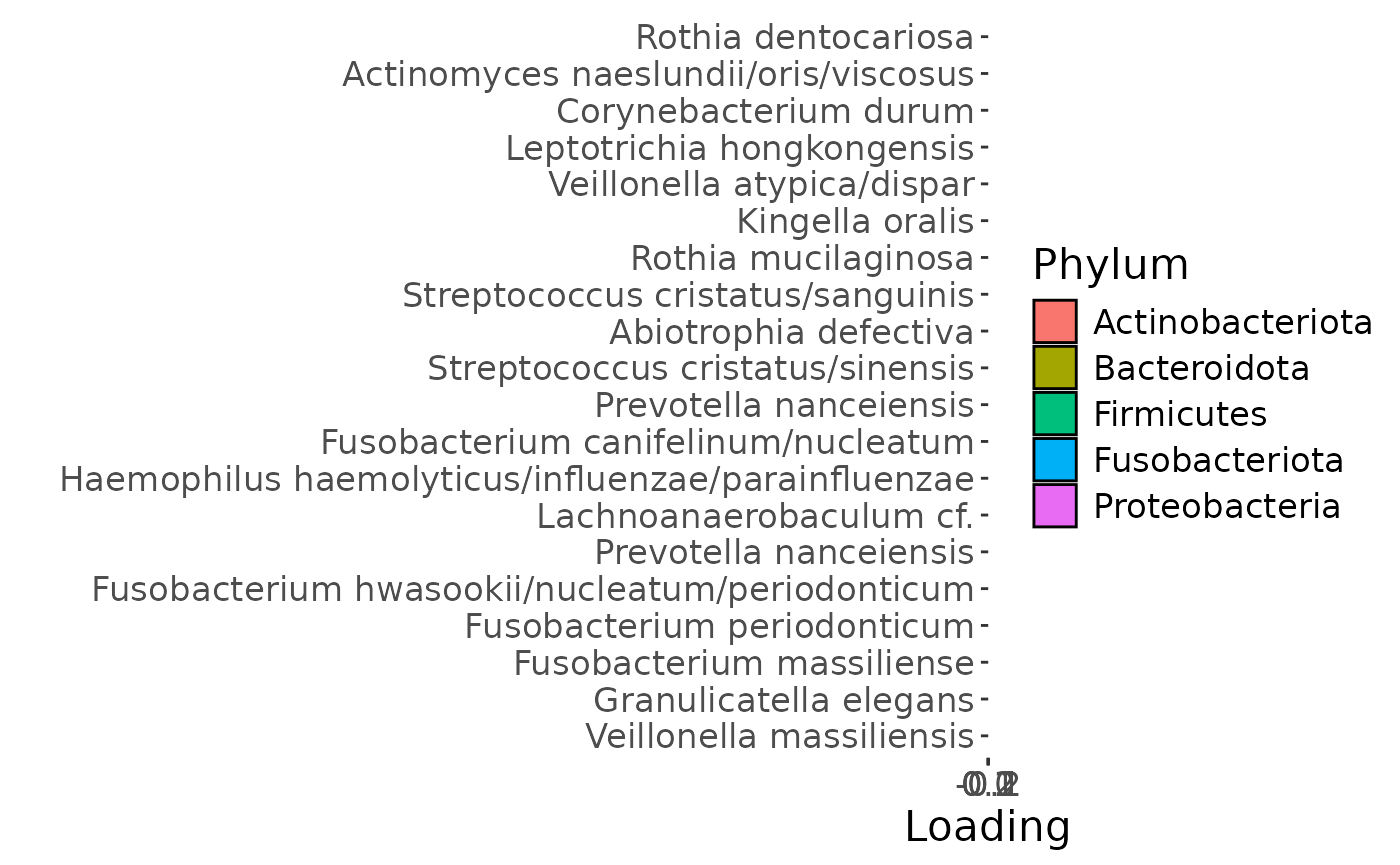 Rothia dentocariosa
Actinomyces naeslundii/oris/viscosus
Corynebacterium durum
Leptotrichia hongkongensis
Veillonella atypica/dispar
Kingella oralis
Rothia mucilaginosa
Streptococcus cristatus/sanguinis
Abiotrophia defectiva
Streptococcus cristatus/sinensis
Prevotella nanceiensis
Fusobacterium canifelinum/nucleatum
Haemophilus haemolyticus/influenzae/parainfluenzae
Lachnoanaerobaculum cf.
Prevotella nanceiensis
Fusobacterium hwasookii/nucleatum/periodonticum
Fusobacterium periodonticum
Fusobacterium massiliense
Granulicatella elegans
Veillonella massiliensis
Loading
Phylum
Actinobacteriota
Bacteroidota
Firmicutes
Fusobacteriota
Proteobacteria